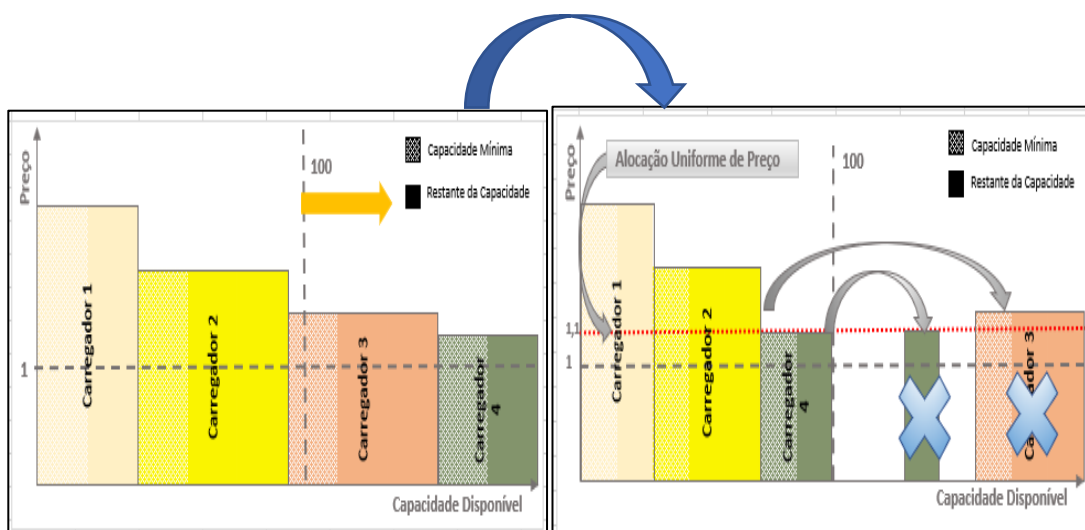 Preço
100
Capacidade Mínima
Restante da Capacidade
Carregador 1
Carregador 2
Carregador 3
Carregador
4
1
Capacidade Disponível
Preço
Alocação Uniforme de Preço
100
Capacidade Mínima
Restante da Capacidade
Carregador 1
Carregador 2
Carregador
4
1,1
1
3
Capacidade Disponível